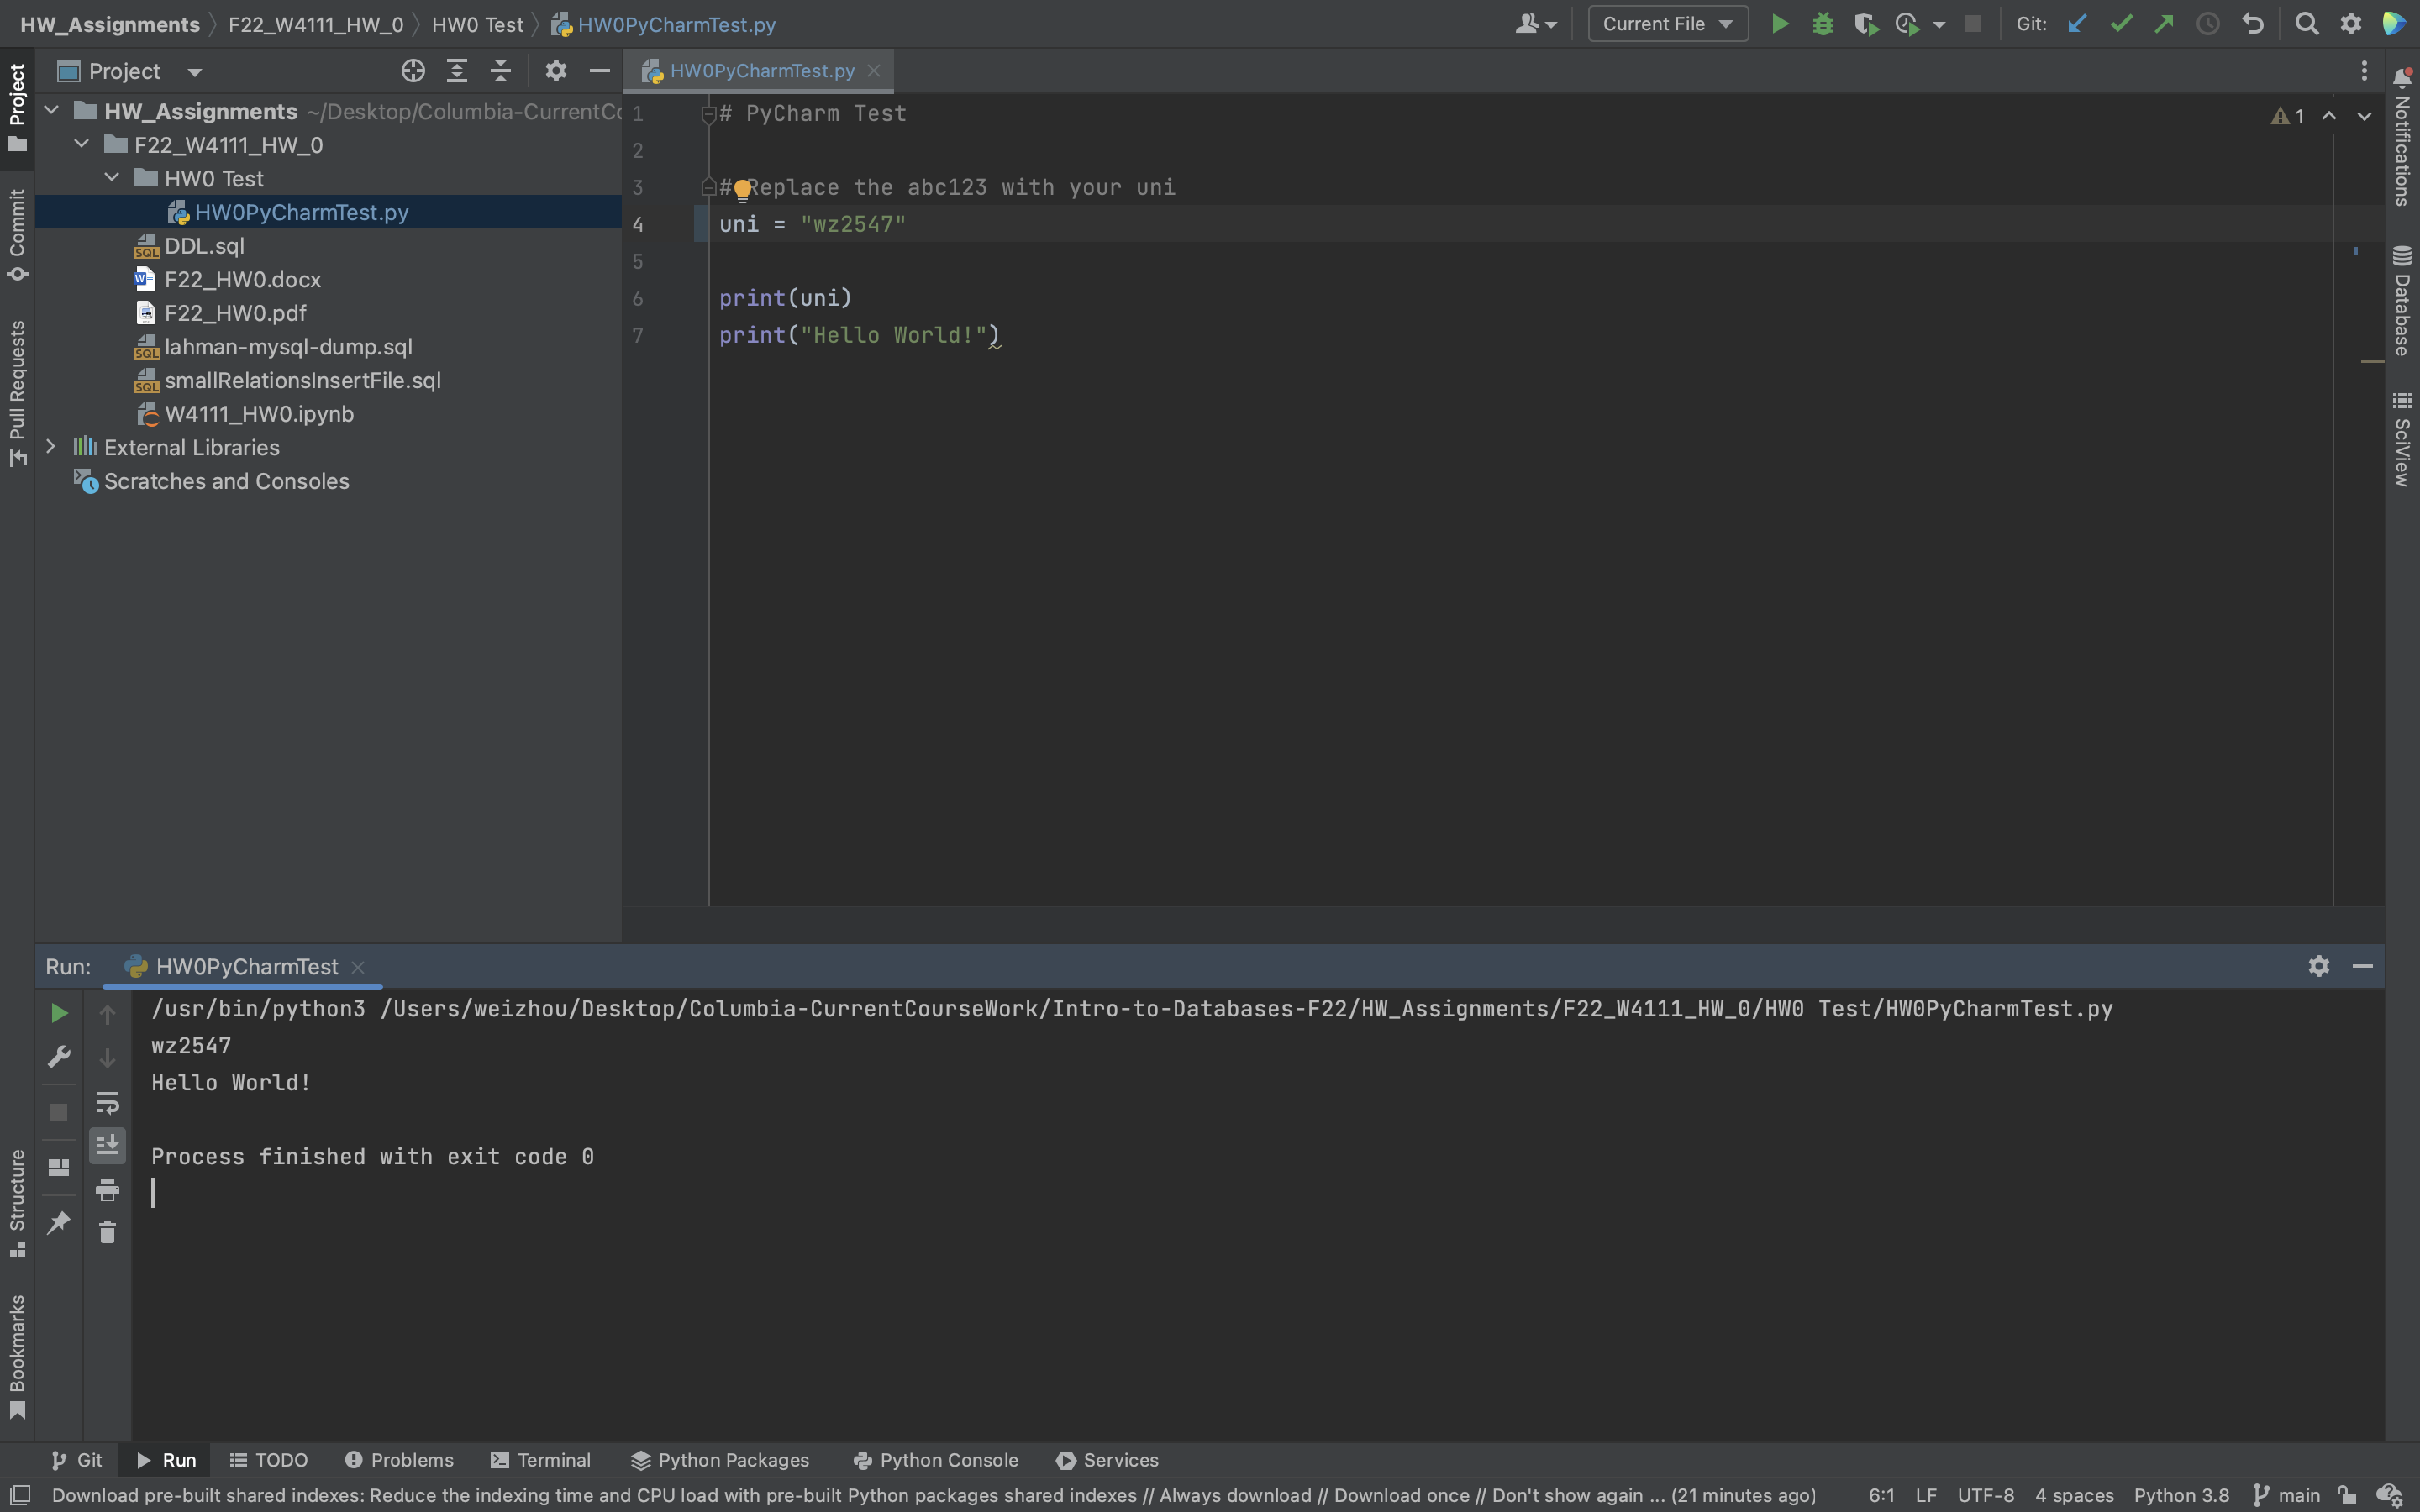 HW_Assignments F22_W4111_HW_0 HW0 Test HW0PyCharmTest.py Current File Git:
Project
HW0PyCharmTest.py
HW_Assignments ~/Desktop/Columbia-CurrentCo
F22_W4111_HW_0
HW0 Test
HW0PyCharmTest.py
DDL.sql
F22_HW0.docx
F22_HW0.pdf
lahman-mysql-dump.sql
smallRelationsInsertFile.sql
W4111_HW0.ipynb
External Libraries
Scratches and Consoles
1 # PyCharm Test
2
3 # Replace the abc123 with your uni
4 uni = "wz2547"
5
6 print(uni)
7 print("Hello World!")
1
Project
Commit
Pull Requests
Structure
Bookmarks
Notifications
Database
SciView
Run: HW0PyCharmTest
/usr/bin/python3 /Users/weizhou/Desktop/Columbia-CurrentCourseWork/Intro-to-Databases-F22/HW_Assignments/F22_W4111_HW_0/HW0 Test/HW0PyCharmTest.py
wz2547
Hello World!
Process finished with exit code 0
Git Run TODO Problems Terminal Python Packages Python Console Services
Download pre-built shared indexes: Reduce the indexing time and CPU load with pre-built Python packages shared indexes // Always download // Download once // Don't show again ... (21 minutes ago) 6:1 LF UTF-8 4 spaces Python 3.8 main